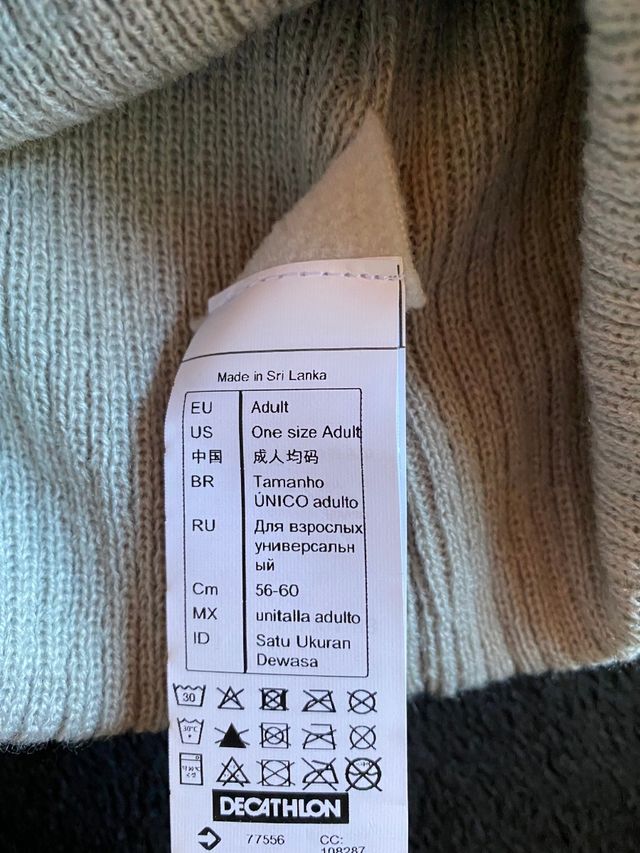 Made in Sri Lanka
EU Adult
US One size Adult
中国 成人均码
BR Tamanho
ÚNICO adulto
RU Для взрослых
универсальн
ый
Cm 56-60
MX unitalla adulto
ID Satu Ukuran
Dewasa
30
30°C
DECATHLON
77556 CC:
108287